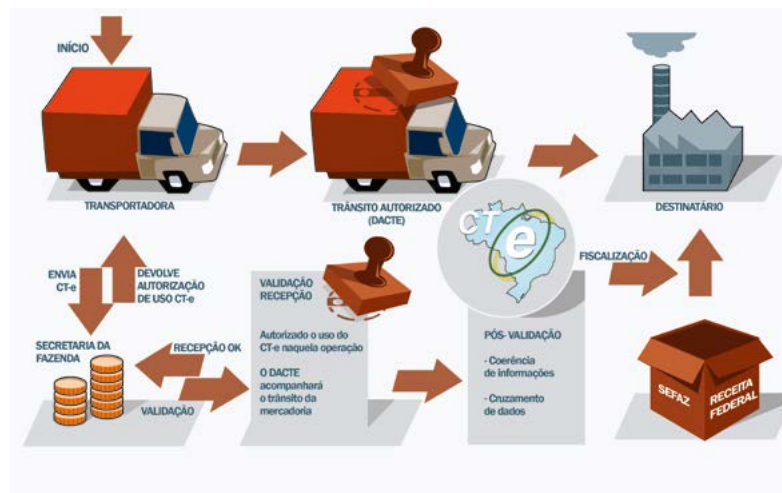 INÍCIO
TRANSPORTADORA
TRÂNSITO AUTORIZADO
(DACTE)
DESTINATÁRIO
ENVIA
CT-e
DEVOLVE
AUTORIZAÇÃO
DE USO CT-e
SECRETARIA DA
FAZENDA
RECEPÇÃO OK
VALIDAÇÃO
VALIDAÇÃO
RECEPÇÃO
Autorizado o uso do
CT-e naquela operação
O DACTE
acompanhará
o trânsito da
mercadoria
CT e
PÓS- VALIDAÇÃO
- Coerência
de informações
- Cruzamento
de dados
FISCALIZAÇÃO
SEFAZ
RECEITA
FEDERAL